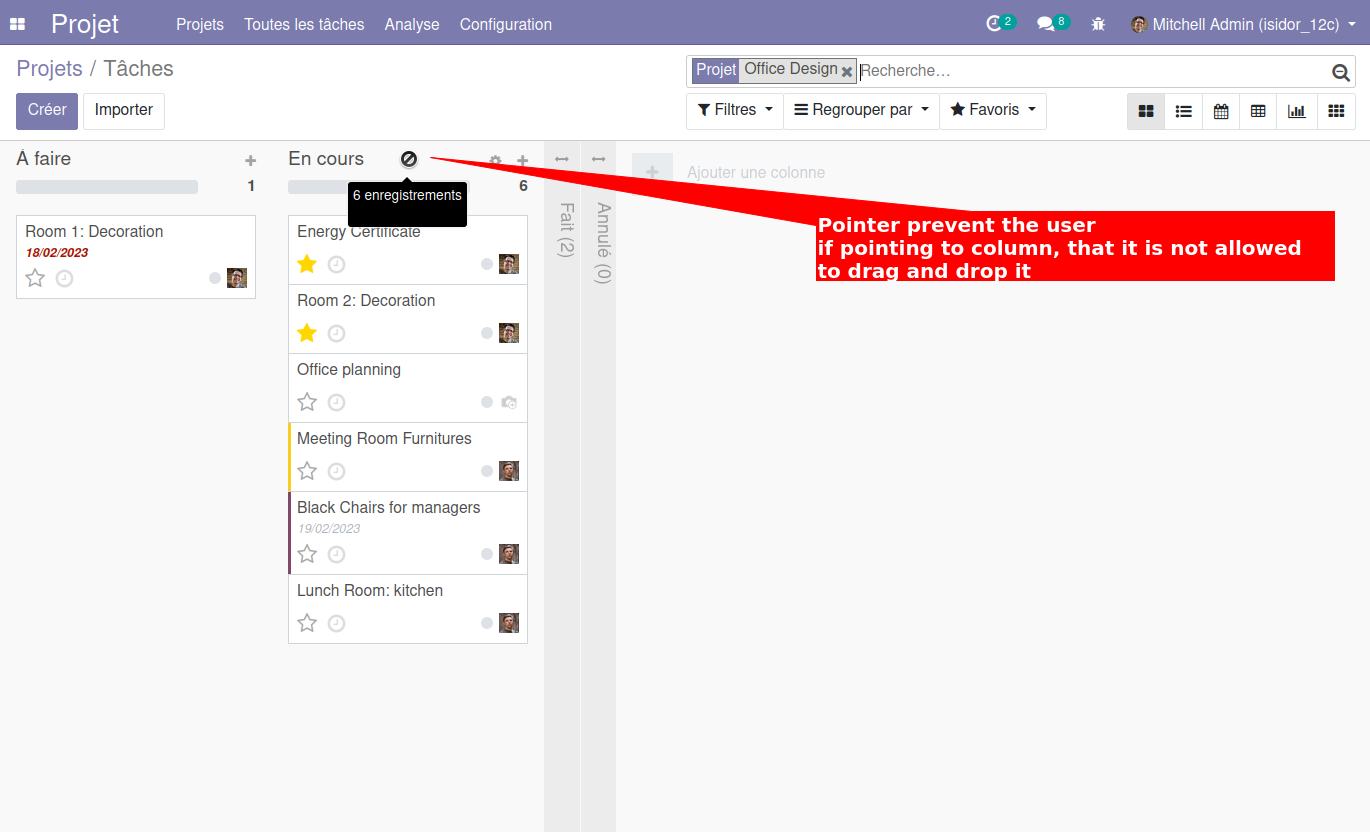 Projet Projets Toutes les tâches Analyse Configuration 2 8 Mitchell Admin (isidor_12c)
Projets / Tâches
Projet Office Design Recherche...
Créer Importer
Filtres Regrouper par Favoris
À faire
1
En cours
6
6 enregistrements
Fait (2)
Annulé (0)
Ajouter une colonne
Pointer prevent the user
if pointing to column, that it is not allowed
to drag and drop it
Room 1: Decoration
18/02/2023
Energy Certificate
Room 2: Decoration
Office planning
Meeting Room Furnitures
Black Chairs for managers
19/02/2023
Lunch Room: kitchen